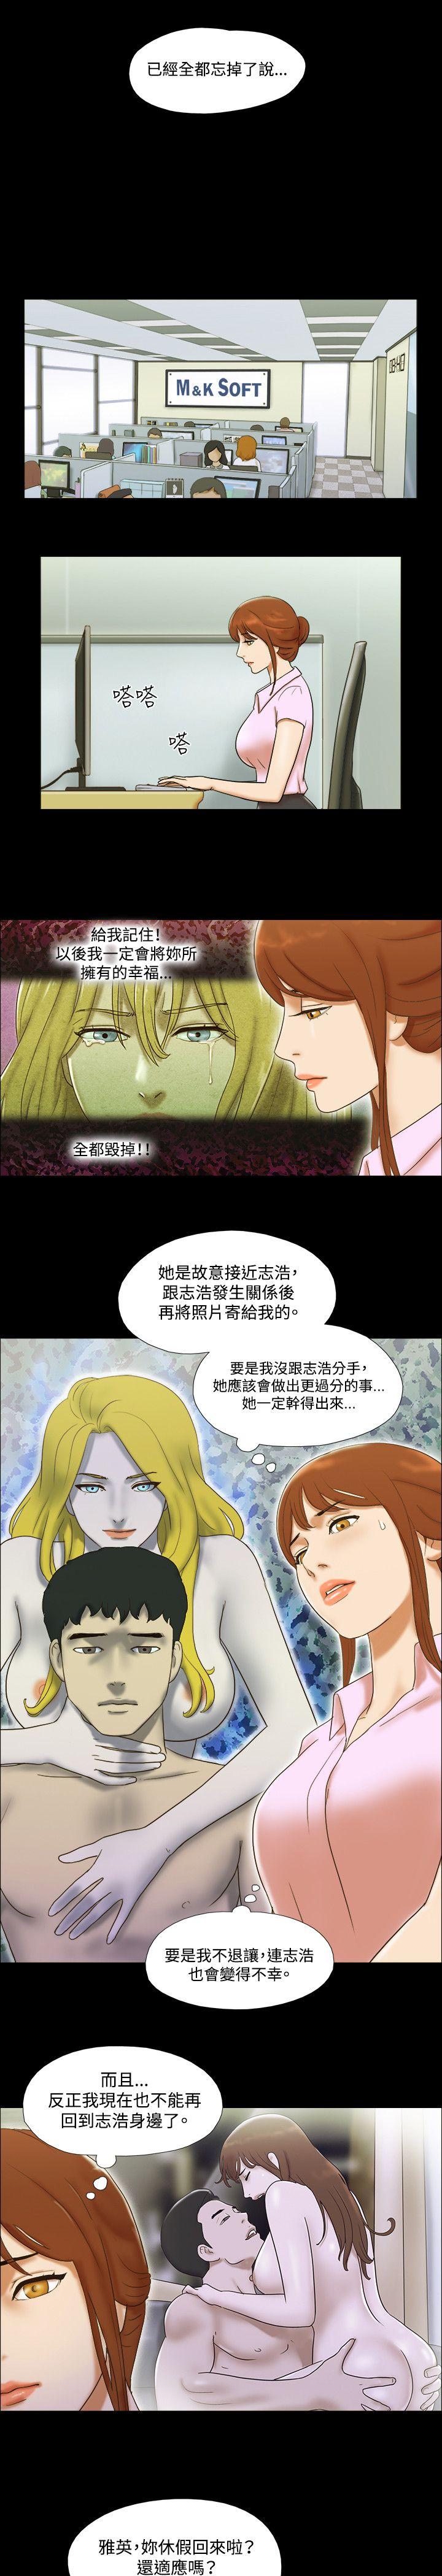 已經全都忘掉了說...
M&K SOFT
08:40
嗒嗒
嗒
給我記住！
以後我一定會將妳所
擁有的幸福...
全都毀掉！！
她是故意接近志浩，
跟志浩發生關係後
再將照片寄給我的。
要是我沒跟志浩分手，
她應該會做出更過分的事...
她一定幹得出來...
要是我不退讓，連志浩
也會變得不幸。
而且...
反正我現在也不能再
回到志浩身邊了。
雅英，妳休假回來啦？
還適應嗎？